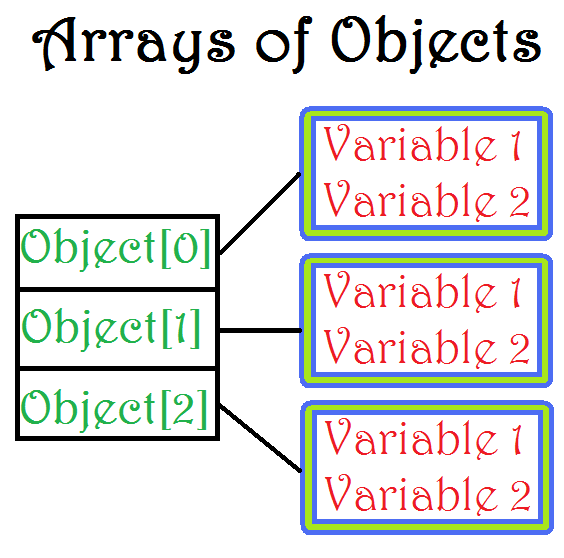 Arrays of Objects
Object[0]
Object[1]
Object[2]
Variable 1
Variable 2
Variable 1
Variable 2
Variable 1
Variable 2